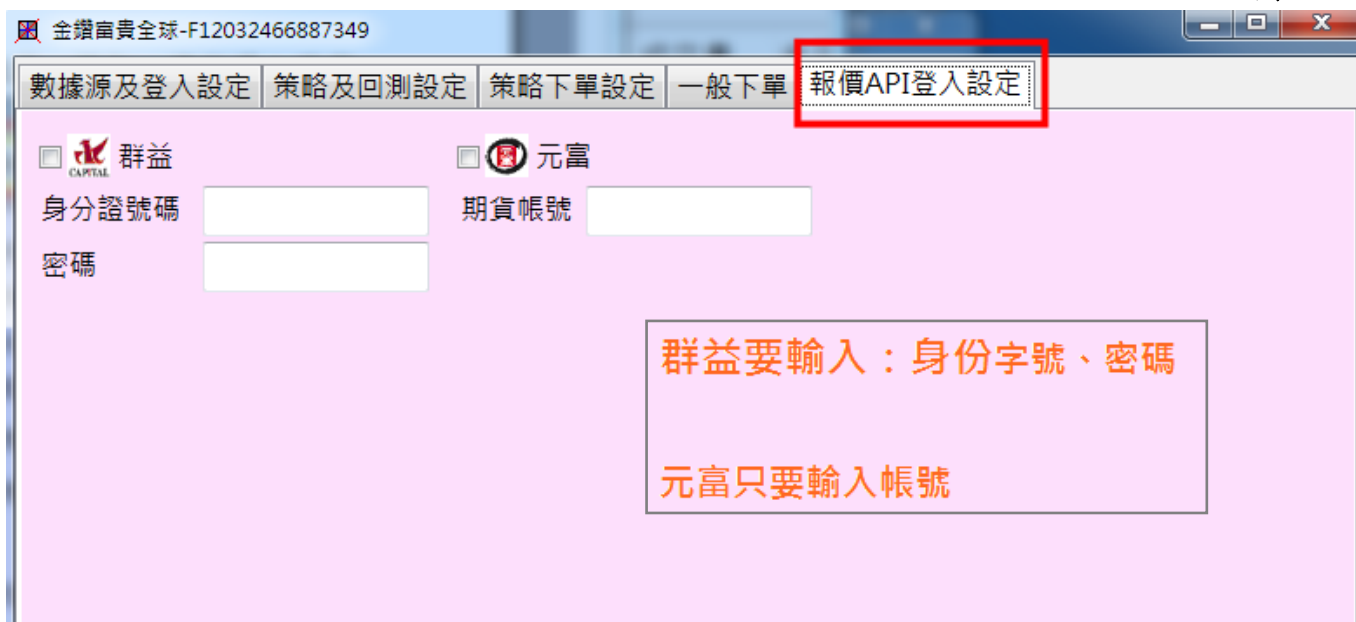 金鑽富貴全球-F12032466887349
數據源及登入設定 策略及回測設定 策略下單設定 一般下單 報價API登入設定
CAPITAL 群益 元富
身分證號碼 期貨帳號
密碼
群益要輸入：身份字號、密碼
元富只要輸入帳號